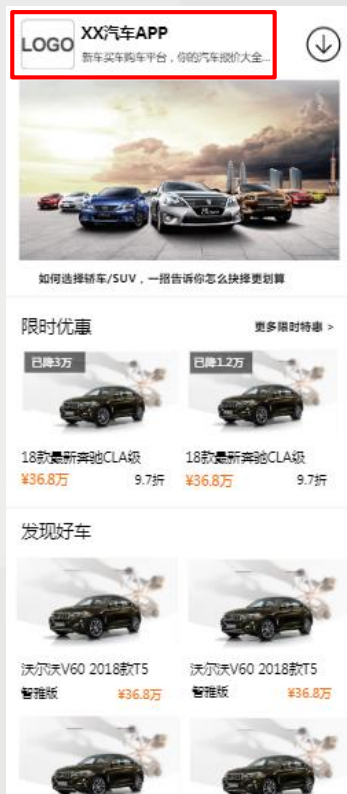 LOGO
XX汽车APP
新车买车购车平台，你的汽车报价大全...
如何选择轿车/SUV，一招告诉你怎么抉择更划算
限时优惠
更多限时特惠 >
已降3万
已降1.2万
18款最新奔驰CLA级
18款最新奔驰CLA级
¥36.8万
9.7折
¥36.8万
9.7折
发现好车
沃尔沃V60 2018款T5
沃尔沃V60 2018款T5
智雅版
¥36.8万
智雅版
¥36.8万